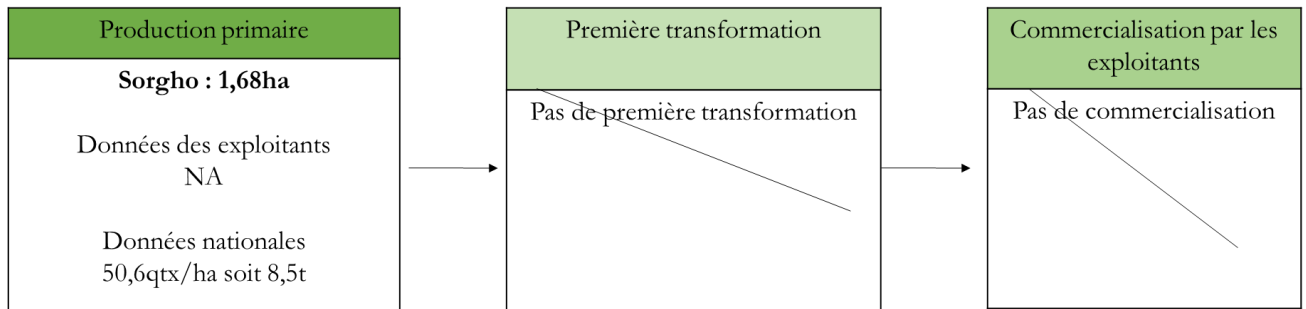 Production primaire
Sorgho : 1,68ha
Données des exploitants
NA
Données nationales
50,6qtx/ha soit 8,5t
Première transformation
Pas de première transformation
Commercialisation par les
exploitants
Pas de commercialisation